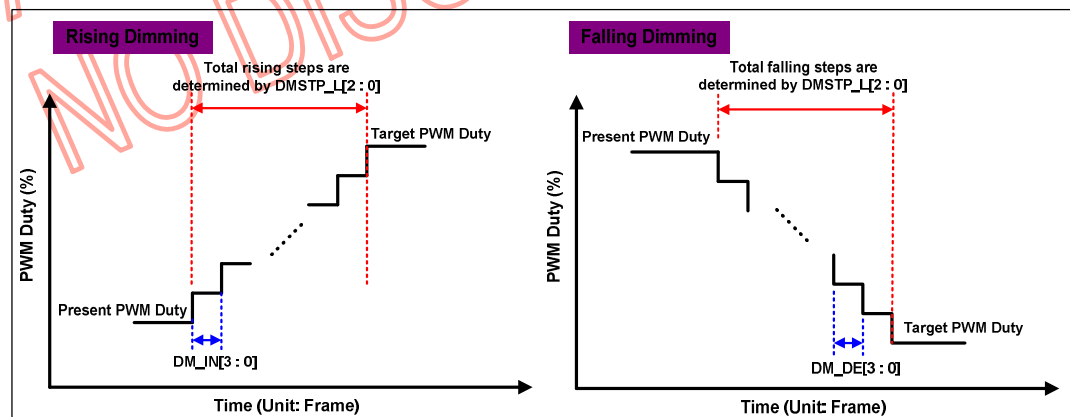 Rising Dimming
Total rising steps are
determined by DMSTP_L[2 : 0]
Target PWM Duty
PWM Duty (%)
Present PWM Duty
DM_IN[3 : 0]
Time (Unit: Frame)
Falling Dimming
Total falling steps are
determined by DMSTP_L[2 : 0]
Present PWM Duty
PWM Duty (%)
Target PWM Duty
DM_DE[3 : 0]
Time (Unit: Frame)
NO